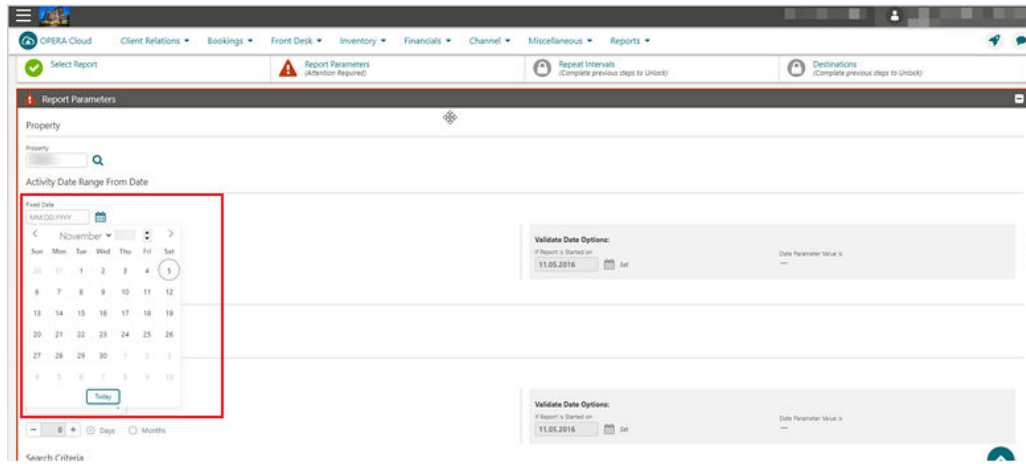 OPERA Cloud Client Relations Bookings Front Desk Inventory Financials Channel Miscellaneous Reports
Select Report
Report Parameters
(Attention Required)
Repeat Intervals
(Complete previous steps to Unlock)
Destinations
(Complete previous steps to Unlock)
Report Parameters
Property
Property
Activity Date Range From Date
Fixed Date
MM.DD.YYYY
November
Sun Mon Tue Wed Thu Fri Sat
30 31 1 2 3 4 5
6 7 8 9 10 11 12
13 14 15 16 17 18 19
20 21 22 23 24 25 26
27 28 29 30 1 2 3
4 5 6 7 8 9 10
Today
Validate Date Options:
If Report is Started on
11.05.2016 Set
Date Parameter Value is
—
Validate Date Options:
If Report is Started on
11.05.2016 Set
Date Parameter Value is
—
- 0 + Days Months
Search Criteria